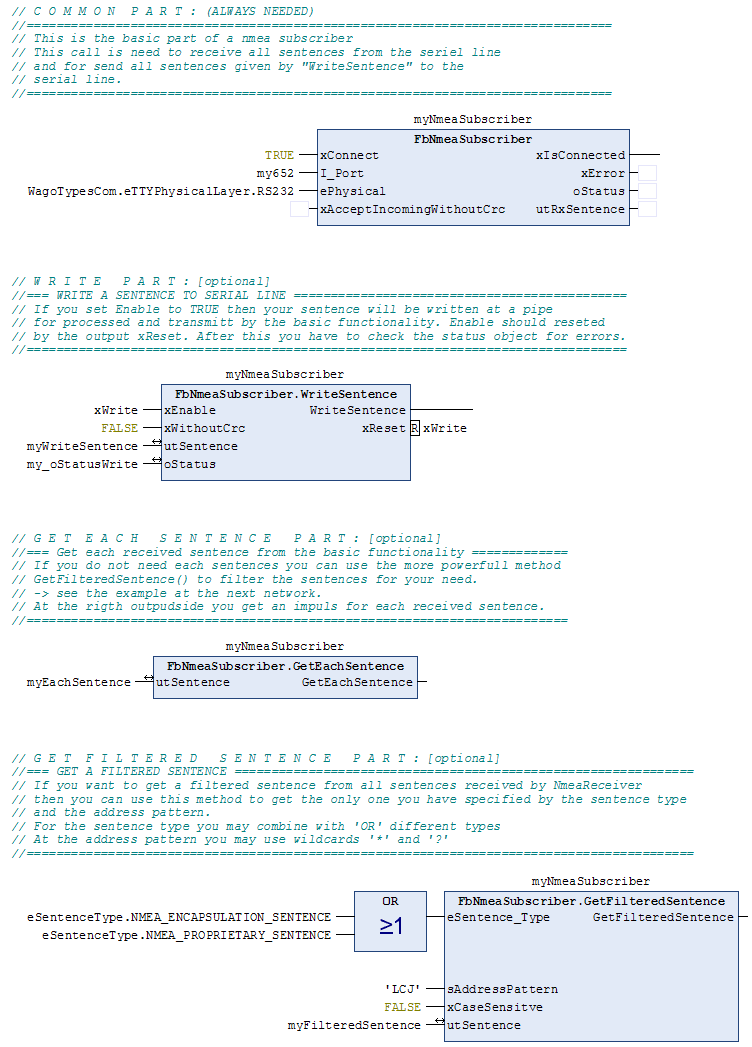 // C O M M O N   P A R T : (ALWAYS NEEDED)
//==============================================================================
// This is the basic part of a nmea subscriber
// This call is need to receive all sentences from the seriel line
// and for send all sentences given by "WriteSentence" to the
// serial line.
//==============================================================================
myNmeaSubscriber
FbNmeaSubscriber
TRUE xConnect xIsConnected
my652 I_Port xError
WagoTypesCom.eTTYPhysicalLayer.RS232 ePhysical oStatus
xAcceptIncomingWithoutCrc utRxSentence
// W R I T E   P A R T : [optional]
//=== WRITE A SENTENCE TO SERIAL LINE =============================================
// If you set Enable to TRUE then your sentence will be written at a pipe
// for processed and transmitt by the basic functionality. Enable should reseted
// by the output xReset. After this you have to check the status object for errors.
//================================================================================
myNmeaSubscriber
FbNmeaSubscriber.WriteSentence
xWrite xEnable WriteSentence
FALSE xWithoutCrc xReset R xWrite
myWriteSentence utSentence
my_oStatusWrite oStatus
// G E T  E A C H   S E N T E N C E   P A R T : [optional]
//=== Get each received sentence from the basic functionality =============
// If you do not need each sentences you can use the more powerfull method
// GetFilteredSentence() to filter the sentences for your need.
// -> see the example at the next network.
// At the rigth outpudside you get an impuls for each received sentence.
//========================================================================
myNmeaSubscriber
FbNmeaSubscriber.GetEachSentence
myEachSentence utSentence GetEachSentence
// G E T  F I L T E R E D   S E N T E N C E   P A R T : [optional]
//=== GET A FILTERED SENTENCE ==============================================================
// If you want to get a filtered sentence from all sentences received by NmeaReceiver
// then you can use this method to get the only one you have specified by the sentence type
// and the address pattern.
// For the sentence type you may combine with 'OR' different types
// At the address pattern you may use wildcards '*' and '?'
//=========================================================================================
myNmeaSubscriber
OR FbNmeaSubscriber.GetFilteredSentence
eSentenceType.NMEA_ENCAPSULATION_SENTENCE ≥1 eSentence_Type GetFilteredSentence
eSentenceType.NMEA_PROPRIETARY_SENTENCE
'LCJ' sAddressPattern
FALSE xCaseSensitve
myFilteredSentence utSentence